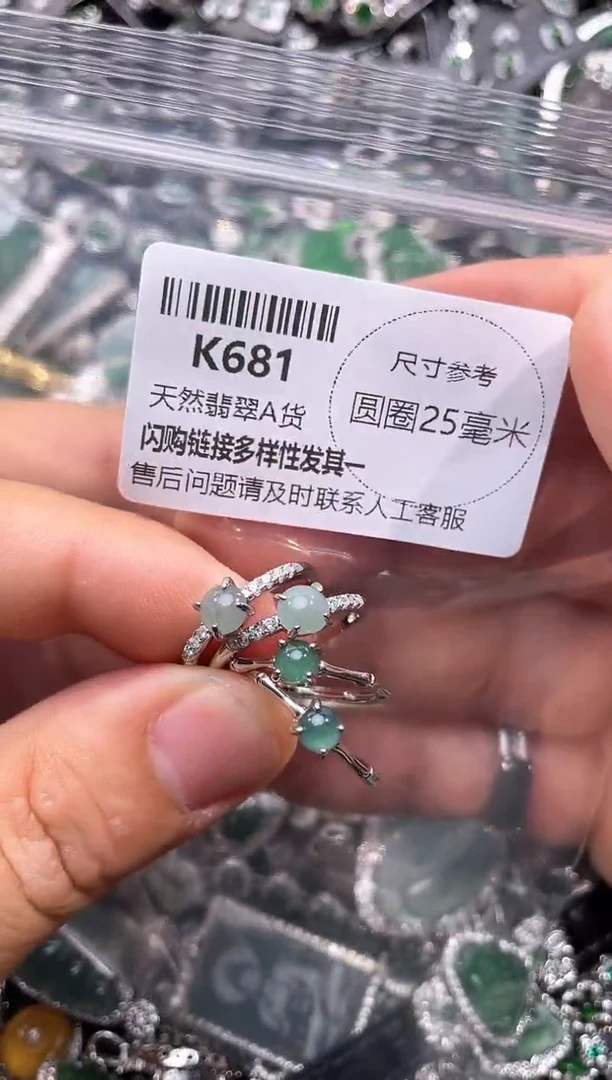 K681
天然翡翠A货
闪购链接多样性发其一
售后问题请及时联系人工客服
尺寸参考
圆圈25毫米